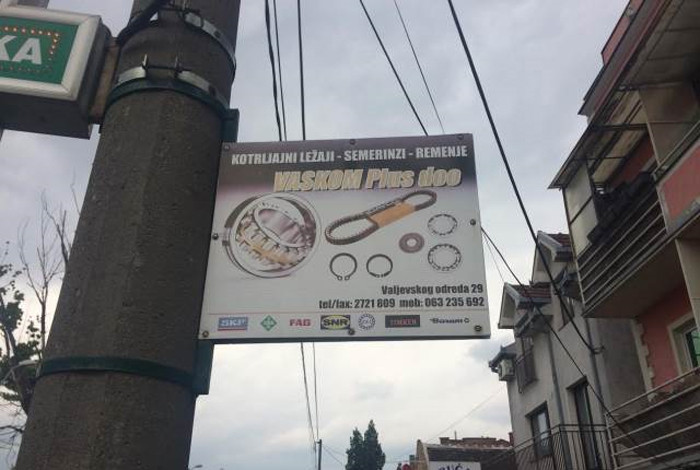 KA
KOTRLJAJNI LEŽAJI - SEMERINZI - REMENJE
VASKOM Plus doo
Valjevskog odreda 29
tel/fax: 2721 809 mob: 063 235 692
SKF FAG SNR TIMKEN